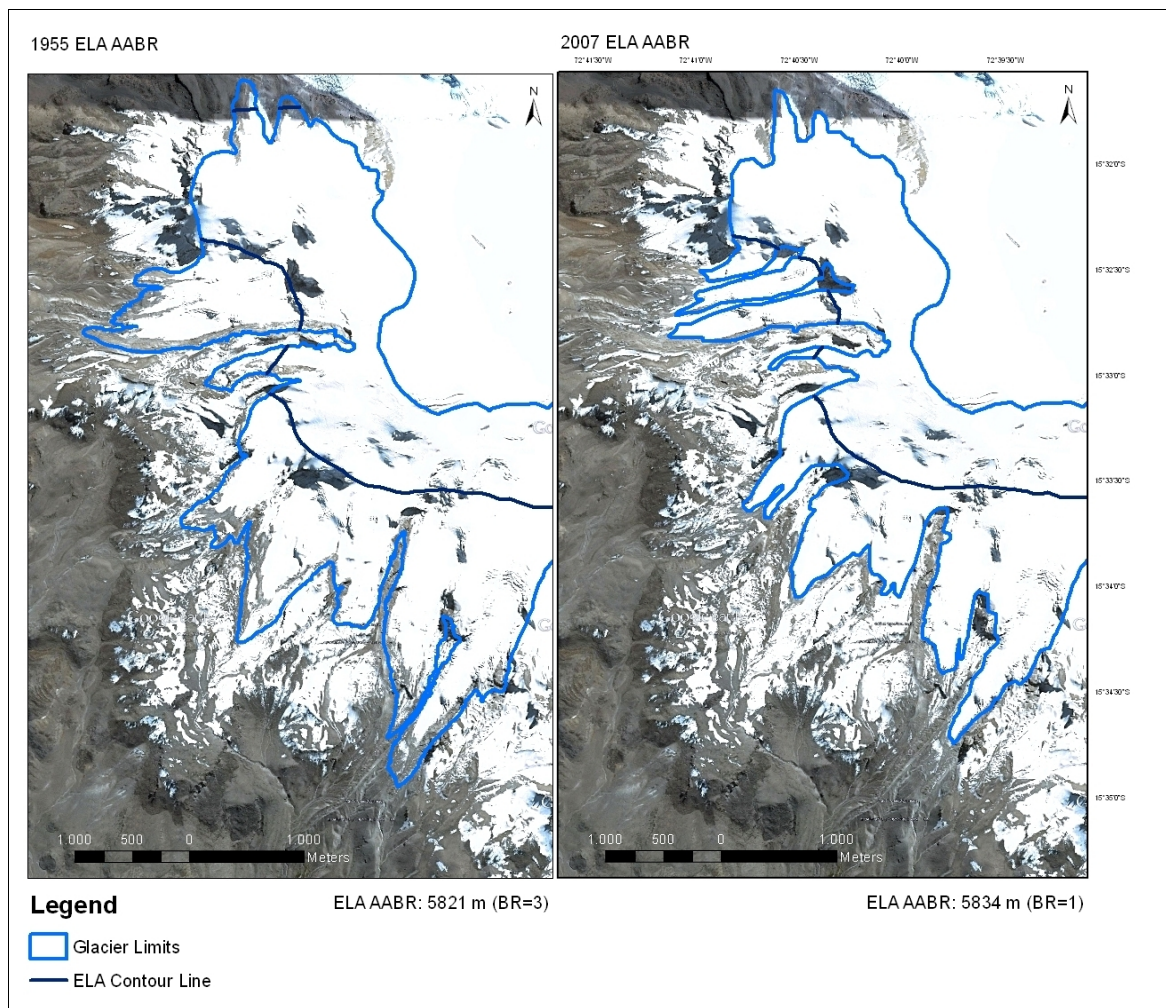 1955 ELA AABR
2007 ELA AABR
72°41'30"W
72°41'0"W
72°40'30"W
72°40'0"W
72°39'30"W
N
N
15°32'0"S
15°32'30"S
15°33'0"S
15°33'30"S
15°34'0"S
15°34'30"S
15°35'0"S
1.000 500 0 1.000
Meters
1.000 500 0 1.000
Meters
Legend
ELA AABR: 5821 m (BR=3)
ELA AABR: 5834 m (BR=1)
Glacier Limits
ELA Contour Line